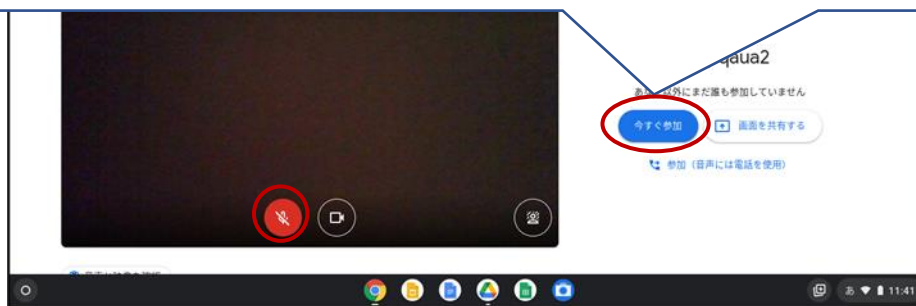 qaua2
以外にまだ誰も参加していません
今すぐ参加
画面を共有する
参加（音声には電話を使用）
あ
11:41